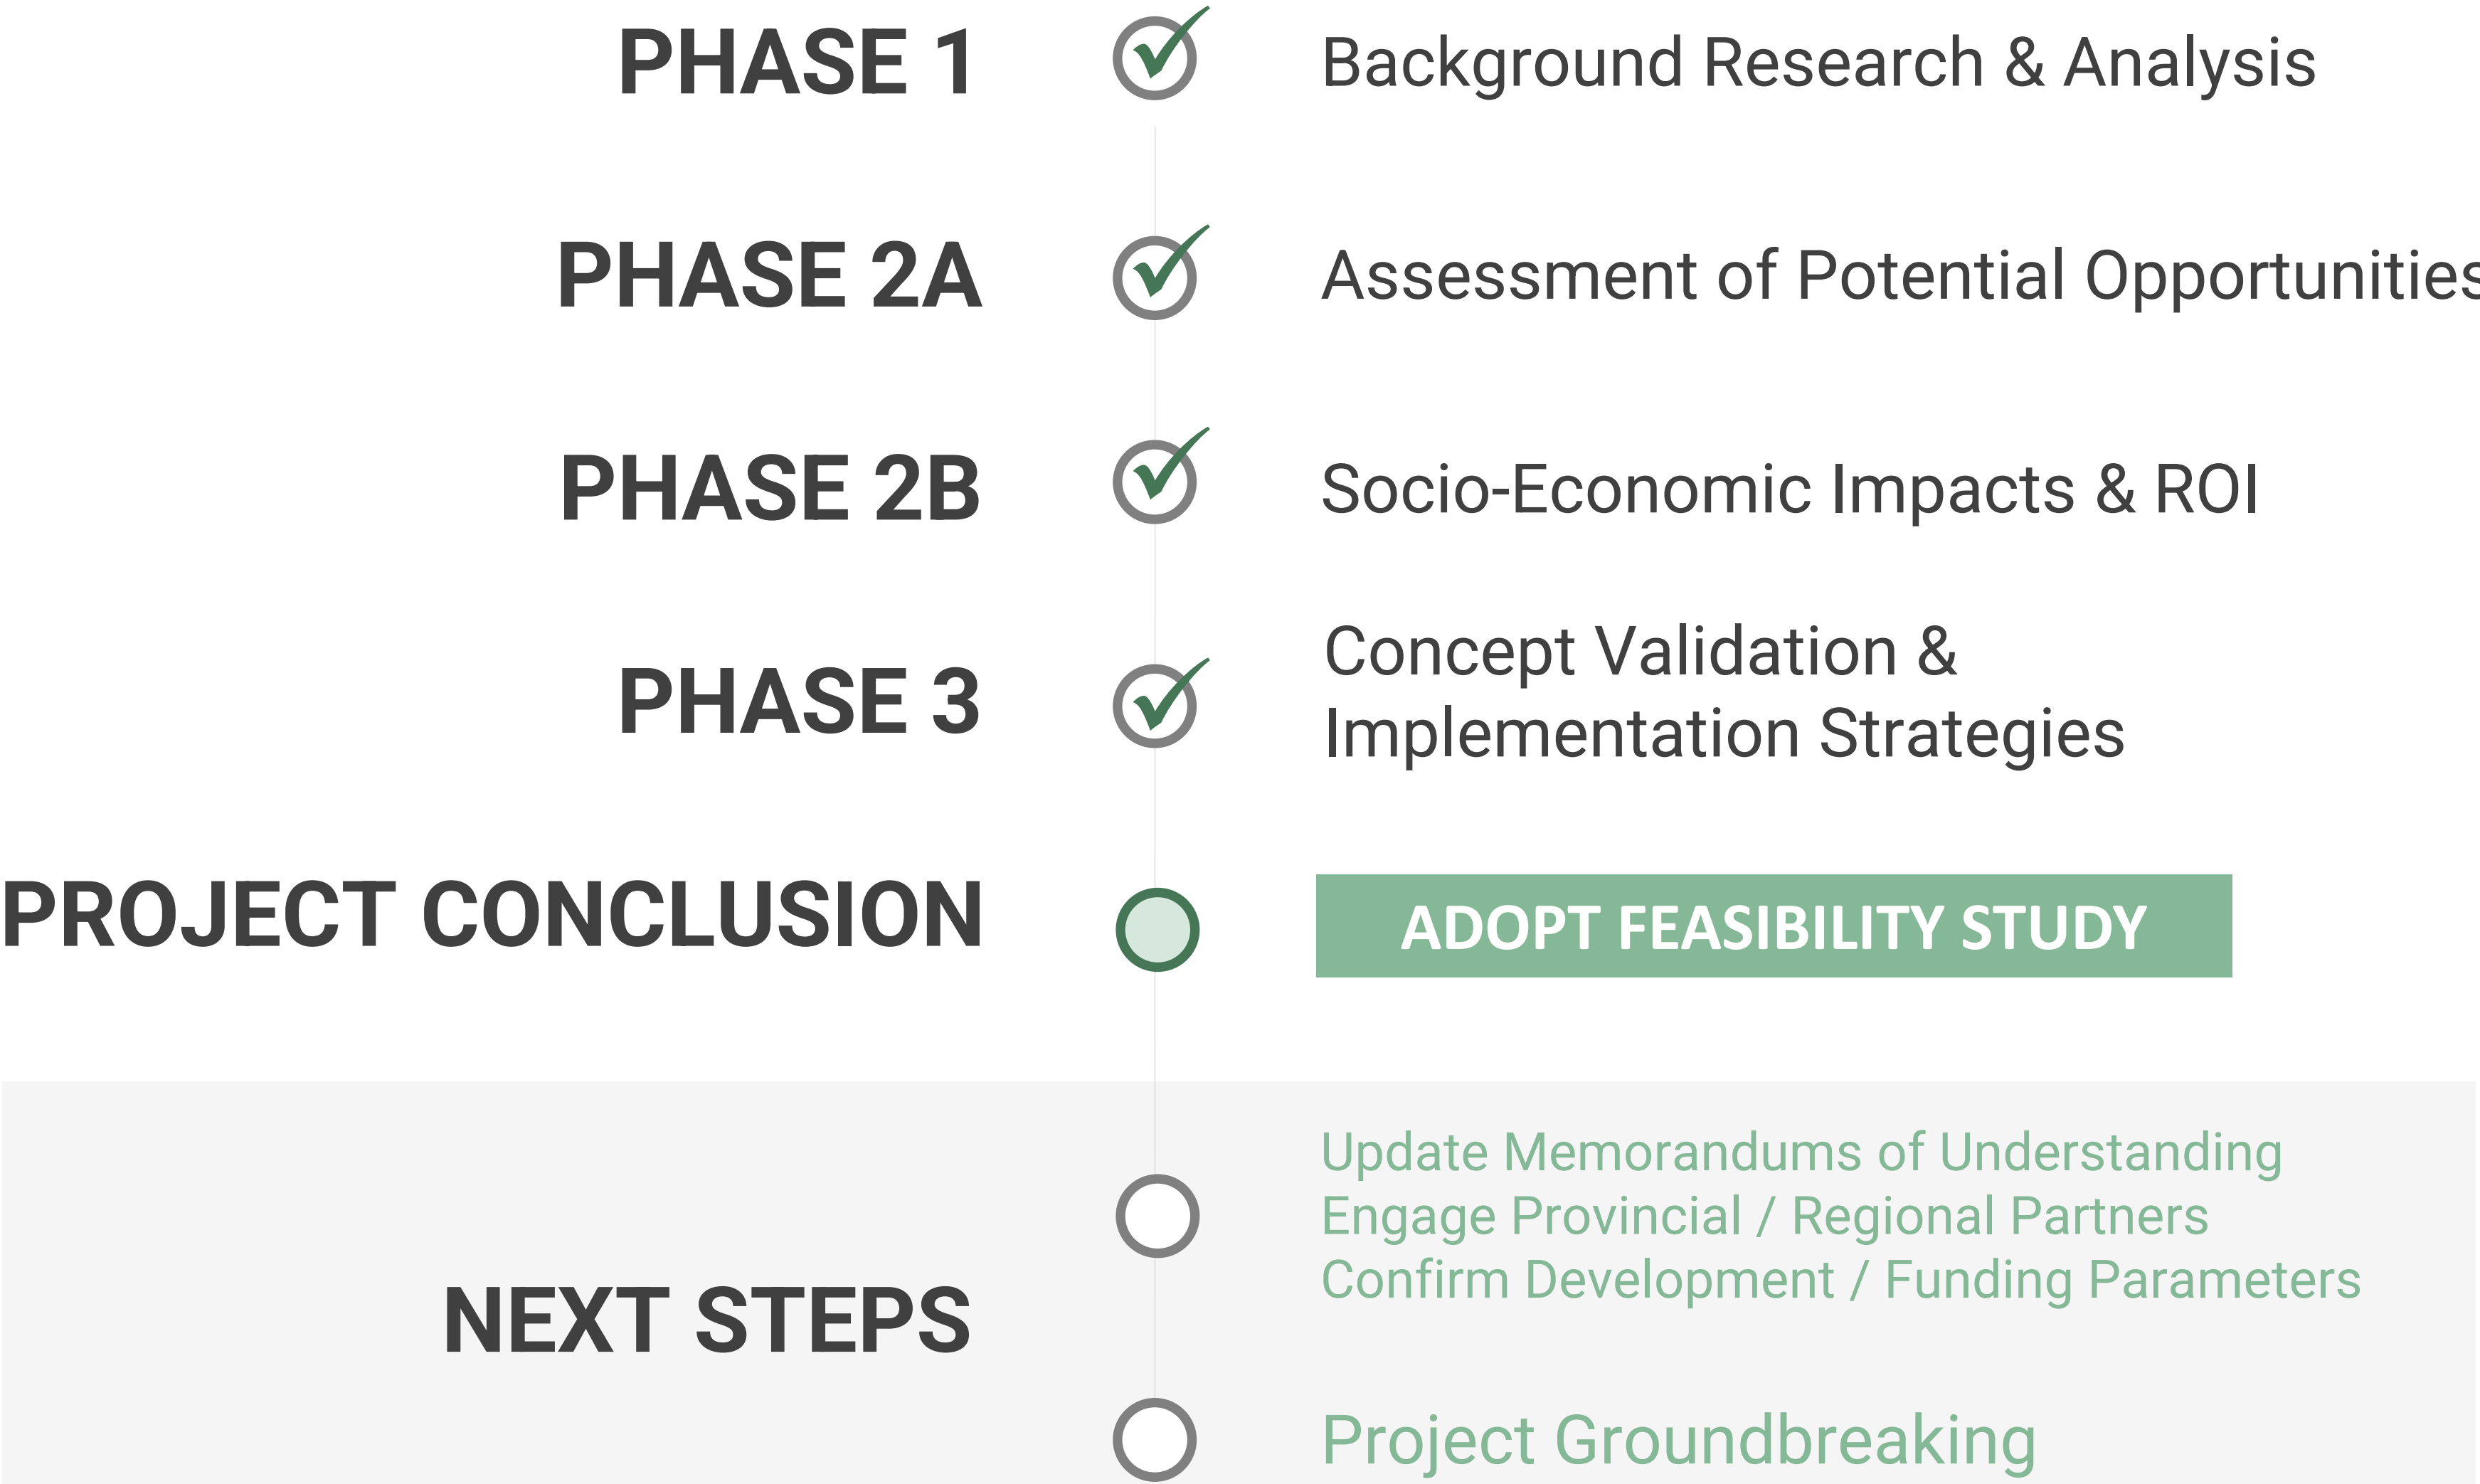 PHASE 1
Background Research & Analysis
PHASE 2A
Assessment of Potential Opportunities
PHASE 2B
Socio-Economic Impacts & ROI
PHASE 3
Concept Validation &
Implementation Strategies
PROJECT CONCLUSION
ADOPT FEASIBILITY STUDY
NEXT STEPS
Update Memorandums of Understanding
Engage Provincial / Regional Partners
Confirm Development / Funding Parameters
Project Groundbreaking